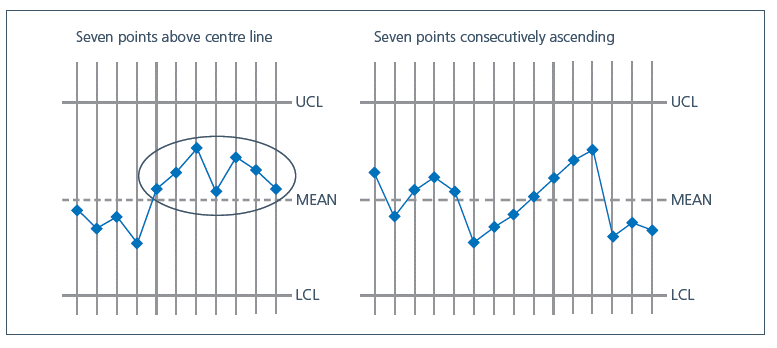 Seven points above centre line
Seven points consecutively ascending
UCL
UCL
MEAN
MEAN
LCL
LCL